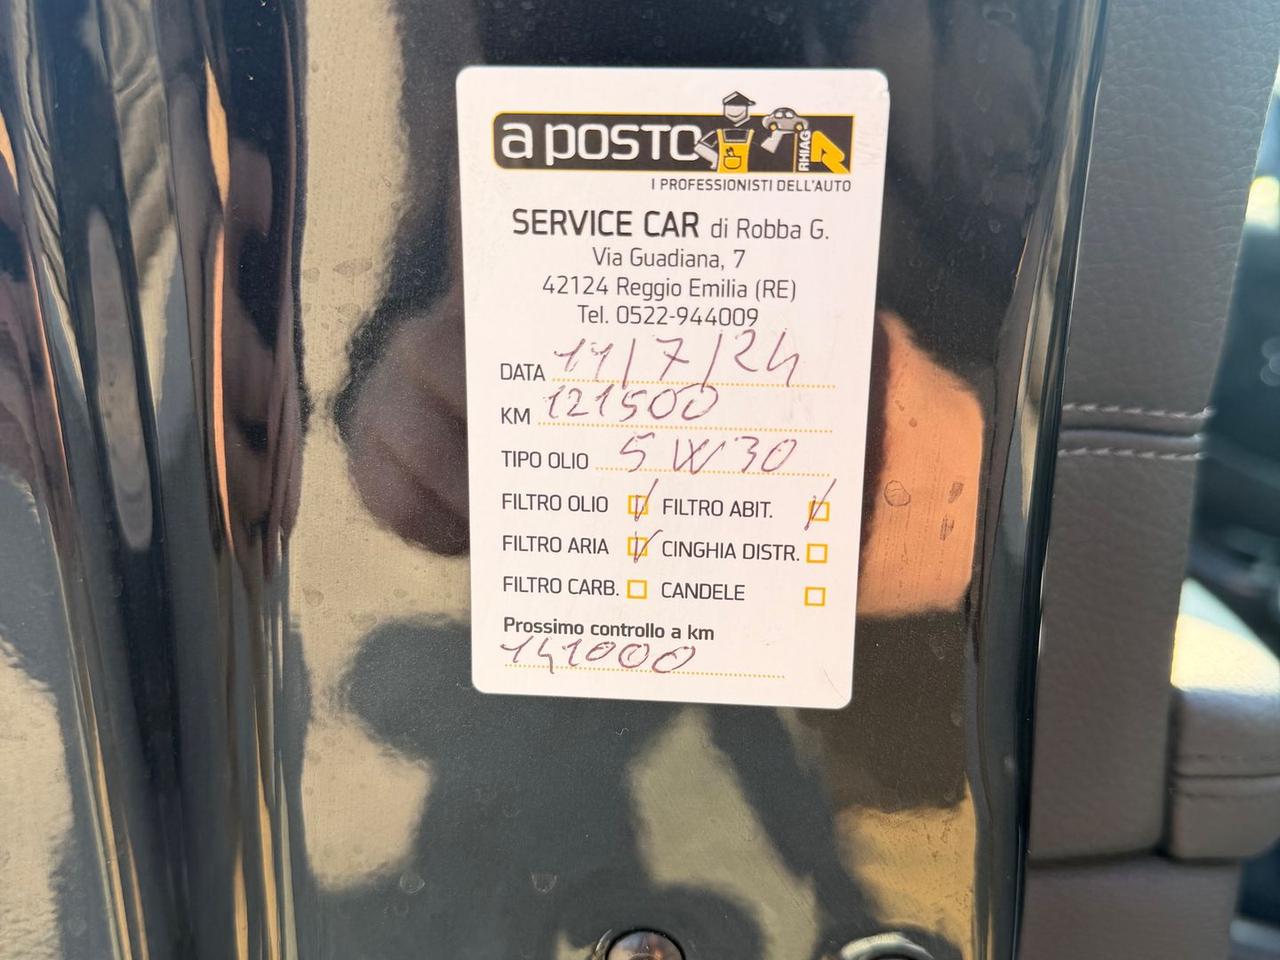 a posto RHIAG
I PROFESSIONISTI DELL'AUTO
SERVICE CAR di Robba G.
Via Guadiana, 7
42124 Reggio Emilia (RE)
Tel. 0522-944009
DATA 11/7/24
KM 121500
TIPO OLIO 5W30
FILTRO OLIO FILTRO ABIT.
FILTRO ARIA CINGHIA DISTR.
FILTRO CARB. CANDELE
Prossimo controllo a km
141000